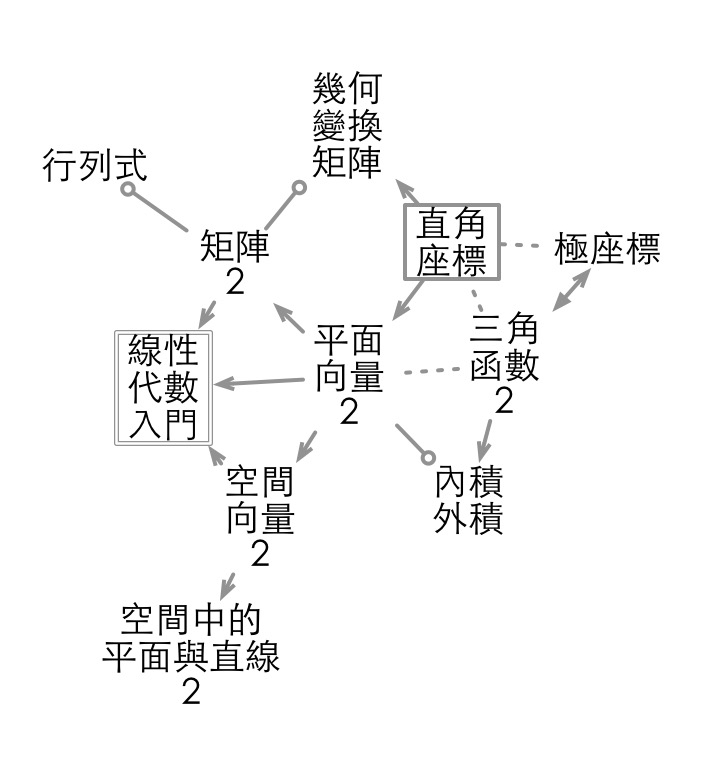 幾何
變換
矩陣
行列式
直角
座標
矩陣
2
極座標
三角
函數
2
平面
向量
2
線性
代數
入門
空間
向量
2
內積
外積
空間中的
平面與直線
2